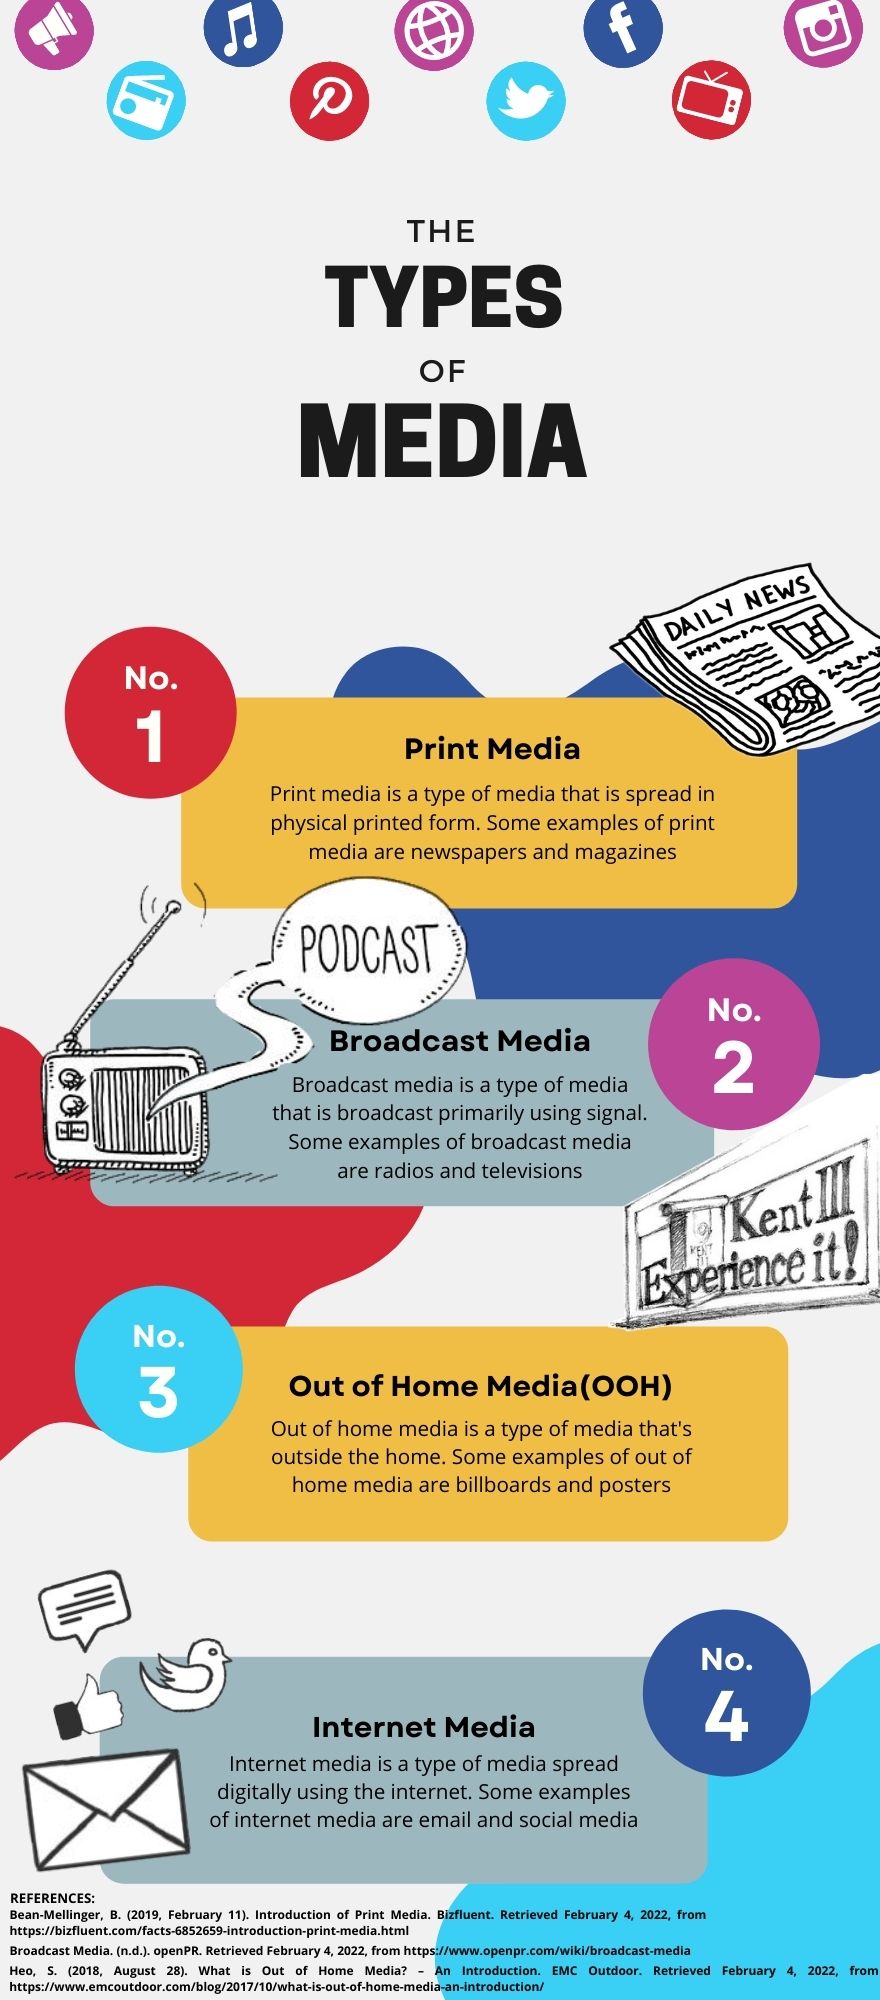 THE
TYPES
OF
MEDIA
DAILY NEWS
No.
1
Print Media
Print media is a type of media that is spread in
physical printed form. Some examples of print
media are newspapers and magazines
PODCAST
No.
2
Broadcast Media
Broadcast media is a type of media
that is broadcast primarily using signal.
Some examples of broadcast media
are radios and televisions
Kent III
KENT
III
Experience it!
No.
3
Out of Home Media(OOH)
Out of home media is a type of media that's
outside the home. Some examples of out of
home media are billboards and posters
No.
4
Internet Media
Internet media is a type of media spread
digitally using the internet. Some examples
of internet media are email and social media
REFERENCES:
Bean-Mellinger, B. (2019, February 11). Introduction of Print Media. Bizfluent. Retrieved February 4, 2022, from
https://bizfluent.com/facts-6852659-introduction-print-media.html
Broadcast Media. (n.d.). openPR. Retrieved February 4, 2022, from https://www.openpr.com/wiki/broadcast-media
Heo, S. (2018, August 28). What is Out of Home Media? – An Introduction. EMC Outdoor. Retrieved February 4, 2022, from
https://www.emcoutdoor.com/blog/2017/10/what-is-out-of-home-media-an-introduction/